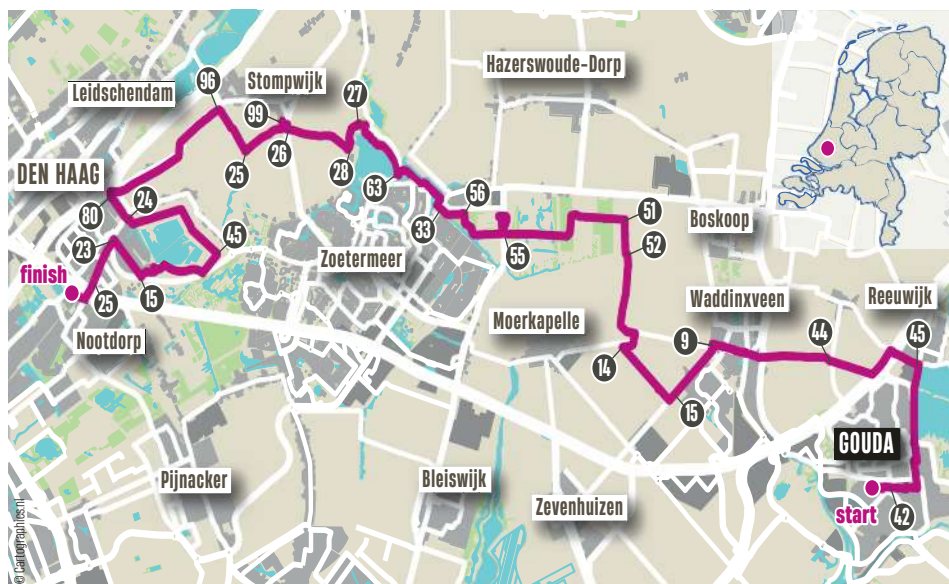 96
Stompwijk
Hazerswoude-Dorp
Leidschendam
99
27
DEN HAAG
25
26
28
24
80
63
56
33
51
Boskoop
23
45
55
52
Zoetermeer
finish
15
25
Moerkapelle
Waddinxveen
Reeuwijk
Nootdorp
9
44
45
14
15
GOUDA
Pijnacker
Bleiswijk
Zevenhuizen
start
42
© Cartographics.nl